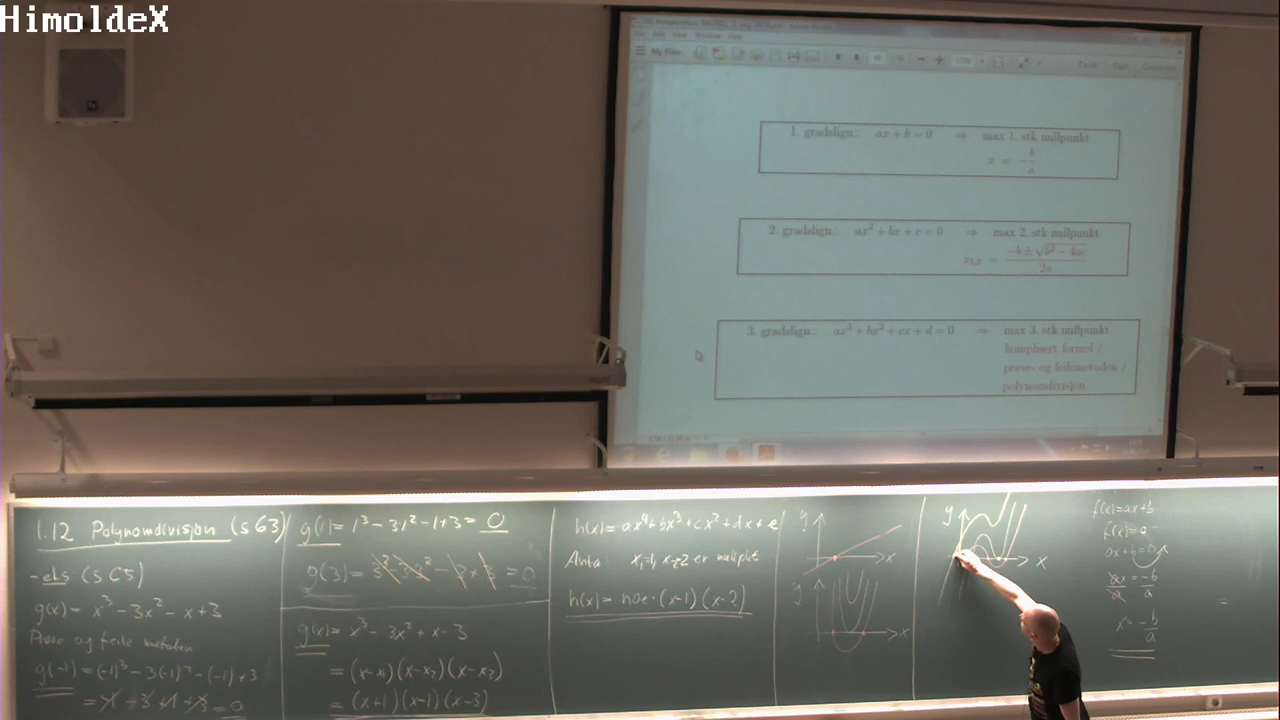 HimoldeX
1. gradslign.: ax + b = 0 ⇒ max 1. stk nullpunkt
x = -b/a
2. gradslign.: ax² + bx + c = 0 ⇒ max 2. stk nullpunkt
x₁,₂ = (-b ± √(b² - 4ac))/2a
3. gradslign.: ax³ + bx² + cx + d = 0 ⇒ max 3. stk nullpunkt
komplisert formel /
prøve- og feilemetoden /
polynomdivisjon
1.12 Polynomdivisjon (s 63)
- eks (s 65)
g(x) = x³ - 3x² - x + 3
Prøve og feile metoden
g(-1) = (-1)³ - 3(-1)² - (-1) + 3
= -1 - 3 + 1 + 3 = 0
g(1) = 1³ - 3·1² - 1 + 3 = 0
g(3) = 3³ - 3·3² - 3 + 3 = 0
g(x) = x³ - 3x² + x - 3
= (x-x₁)(x-x₂)(x-x₃)
= (x+1)(x-1)(x-3)
h(x) = ax⁴ + bx³ + cx² + dx + e
Anta: x₁=1, x₂=2 er nullpkt
h(x) = noe · (x-1)(x-2)
y
x
y
x
y
x
f(x) = ax+b
f(x) = 0
ax+b = 0
ax/a = -b/a
x = -b/a